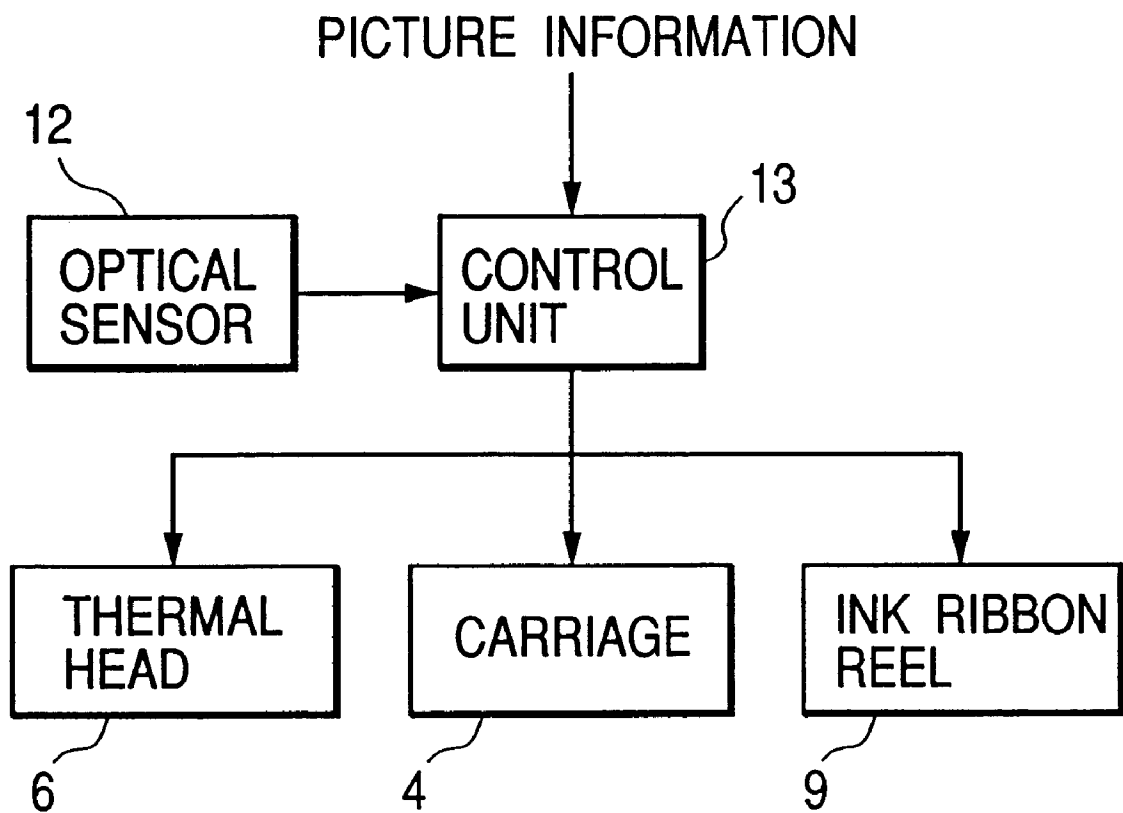 PICTURE INFORMATION
12
13
OPTICAL
SENSOR
CONTROL
UNIT
THERMAL
HEAD
CARRIAGE
INK RIBBON
REEL
6
4
9